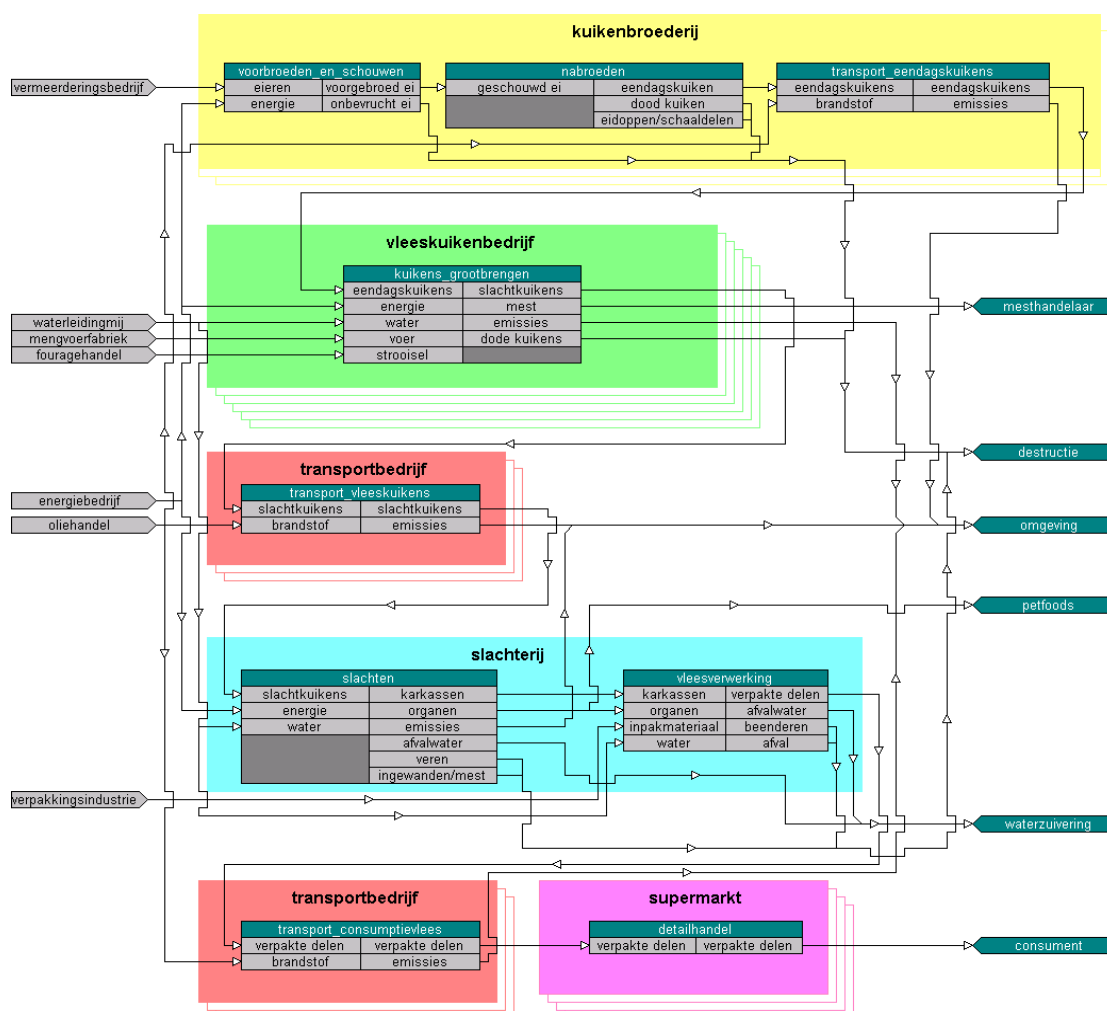 kuikenbroederij
vermeerderingsbedrijf
voorbroeden_en_schouwen
eieren voorgebroed ei
energie onbevrucht ei
nabroeden
geschouwd ei eendagskuiken
dood kuiken
eidoppen/schaaldelen
transport_eendagskuikens
eendagskuikens eendagskuikens
brandstof emissies
vleeskuikenbedrijf
kuikens_grootbrengen
eendagskuikens slachtkuikens
energie mest
water emissies
voer dode kuikens
strooisel
waterleidingmij
mengvoerfabriek
fouragehandel
mesthandelaar
transportbedrijf
transport_vleeskuikens
slachtkuikens slachtkuikens
brandstof emissies
energiebedrijf
oliehandel
destructie
omgeving
petfoods
slachterij
slachten
slachtkuikens karkassen
energie organen
water emissies
afvalwater
veren
ingewanden/mest
vleesverwerking
karkassen verpakte delen
organen afvalwater
inpakmateriaal beenderen
water afval
verpakkingsindustrie
waterzuivering
transportbedrijf
transport_consumptievlees
verpakte delen verpakte delen
brandstof emissies
supermarkt
detailhandel
verpakte delen verpakte delen
consument